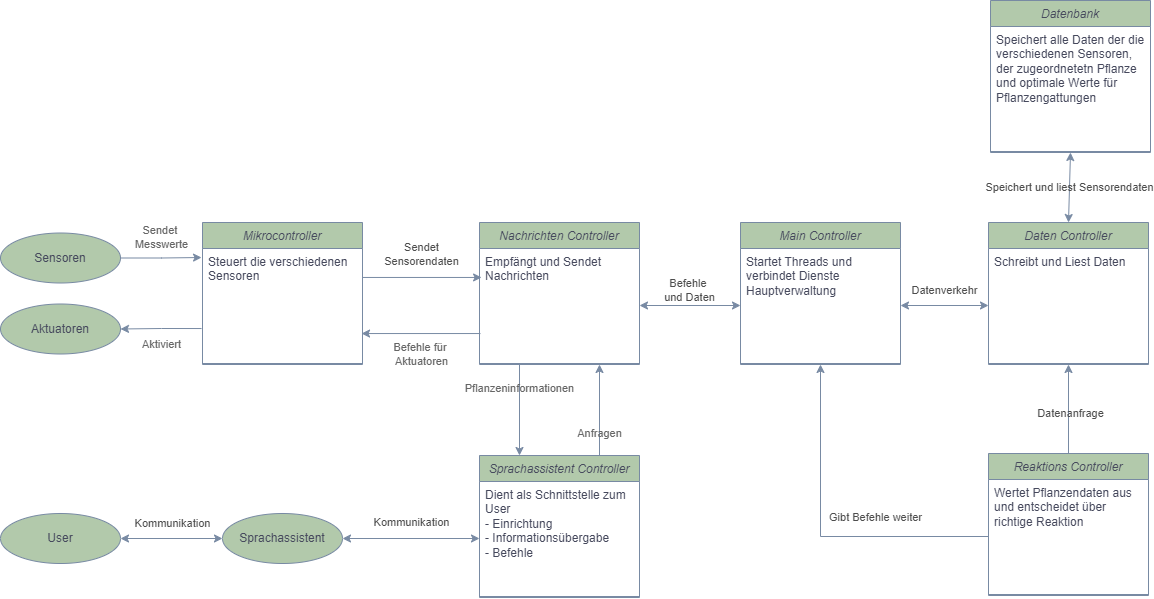 Datenbank
Speichert alle Daten der die
verschiedenen Sensoren,
der zugeordnetetn Pflanze
und optimale Werte für
Pflanzengattungen
Speichert und liest Sensorendaten
Sensoren
Sendet
Messwerte
Mikrocontroller
Steuert die verschiedenen
Sensoren
Sendet
Sensorendaten
Nachrichten Controller
Empfängt und Sendet
Nachrichten
Befehle
und Daten
Main Controller
Startet Threads und
verbindet Dienste
Hauptverwaltung
Datenverkehr
Daten Controller
Schreibt und Liest Daten
Aktuatoren
Aktiviert
Befehle für
Aktuatoren
Pflanzeninformationen
Anfragen
Datenanfrage
Sprachassistent Controller
Dient als Schnittstelle zum
User
- Einrichtung
- Informationsübergabe
- Befehle
Reaktions Controller
Wertet Pflanzendaten aus
und entscheidet über
richtige Reaktion
Gibt Befehle weiter
User
Kommunikation
Sprachassistent
Kommunikation